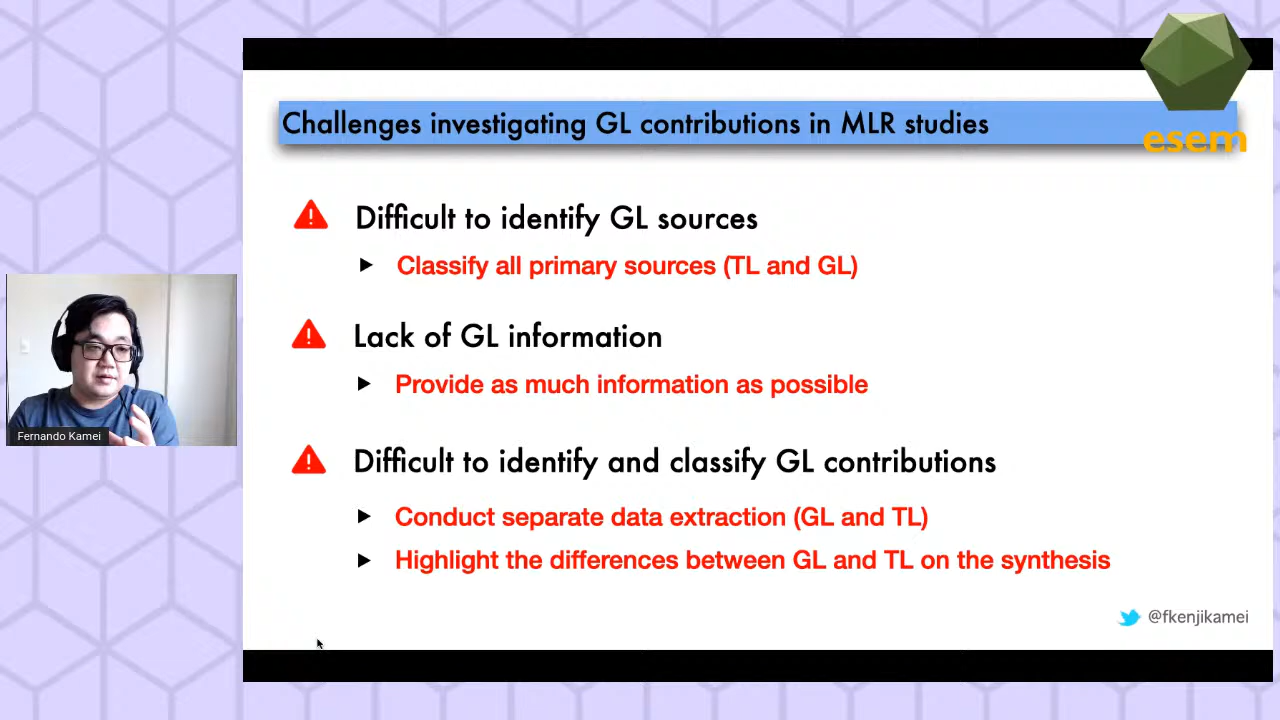 Challenges investigating GL contributions in MLR studies
esem
Difficult to identify GL sources
Classify all primary sources (TL and GL)
Lack of GL information
Provide as much information as possible
Difficult to identify and classify GL contributions
Conduct separate data extraction (GL and TL)
Highlight the differences between GL and TL on the synthesis
@fkenjikamei
Fernando Kamei